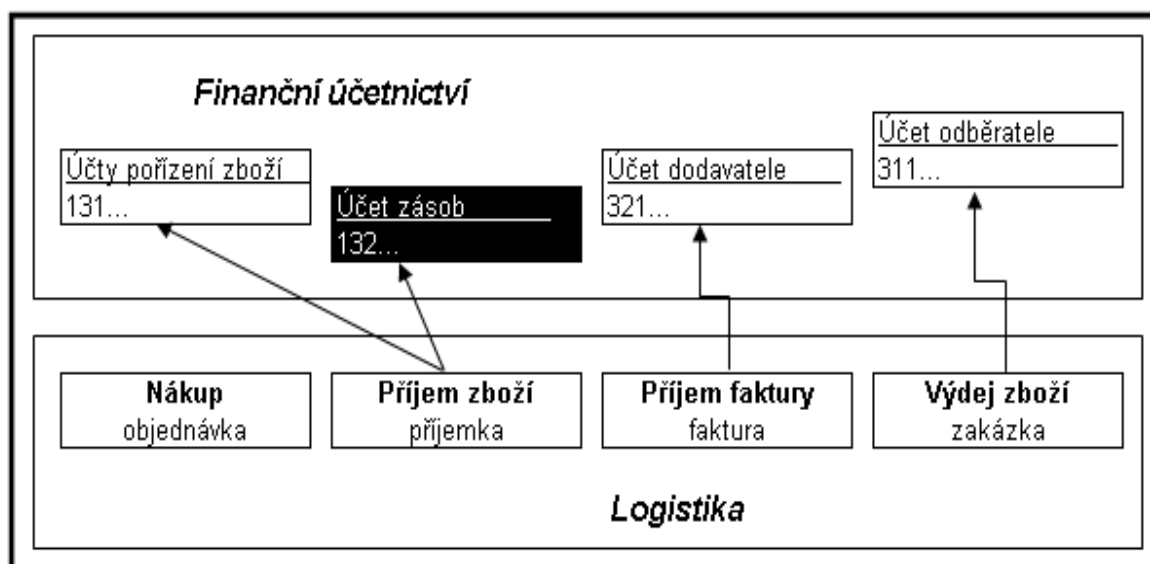 Finanční účetnictví
Účty pořízení zboží
131...
Účet zásob
132...
Účet dodavatele
321...
Účet odběratele
311...
Nákup
objednávka
Příjem zboží
příjemka
Příjem faktury
faktura
Výdej zboží
zakázka
Logistika